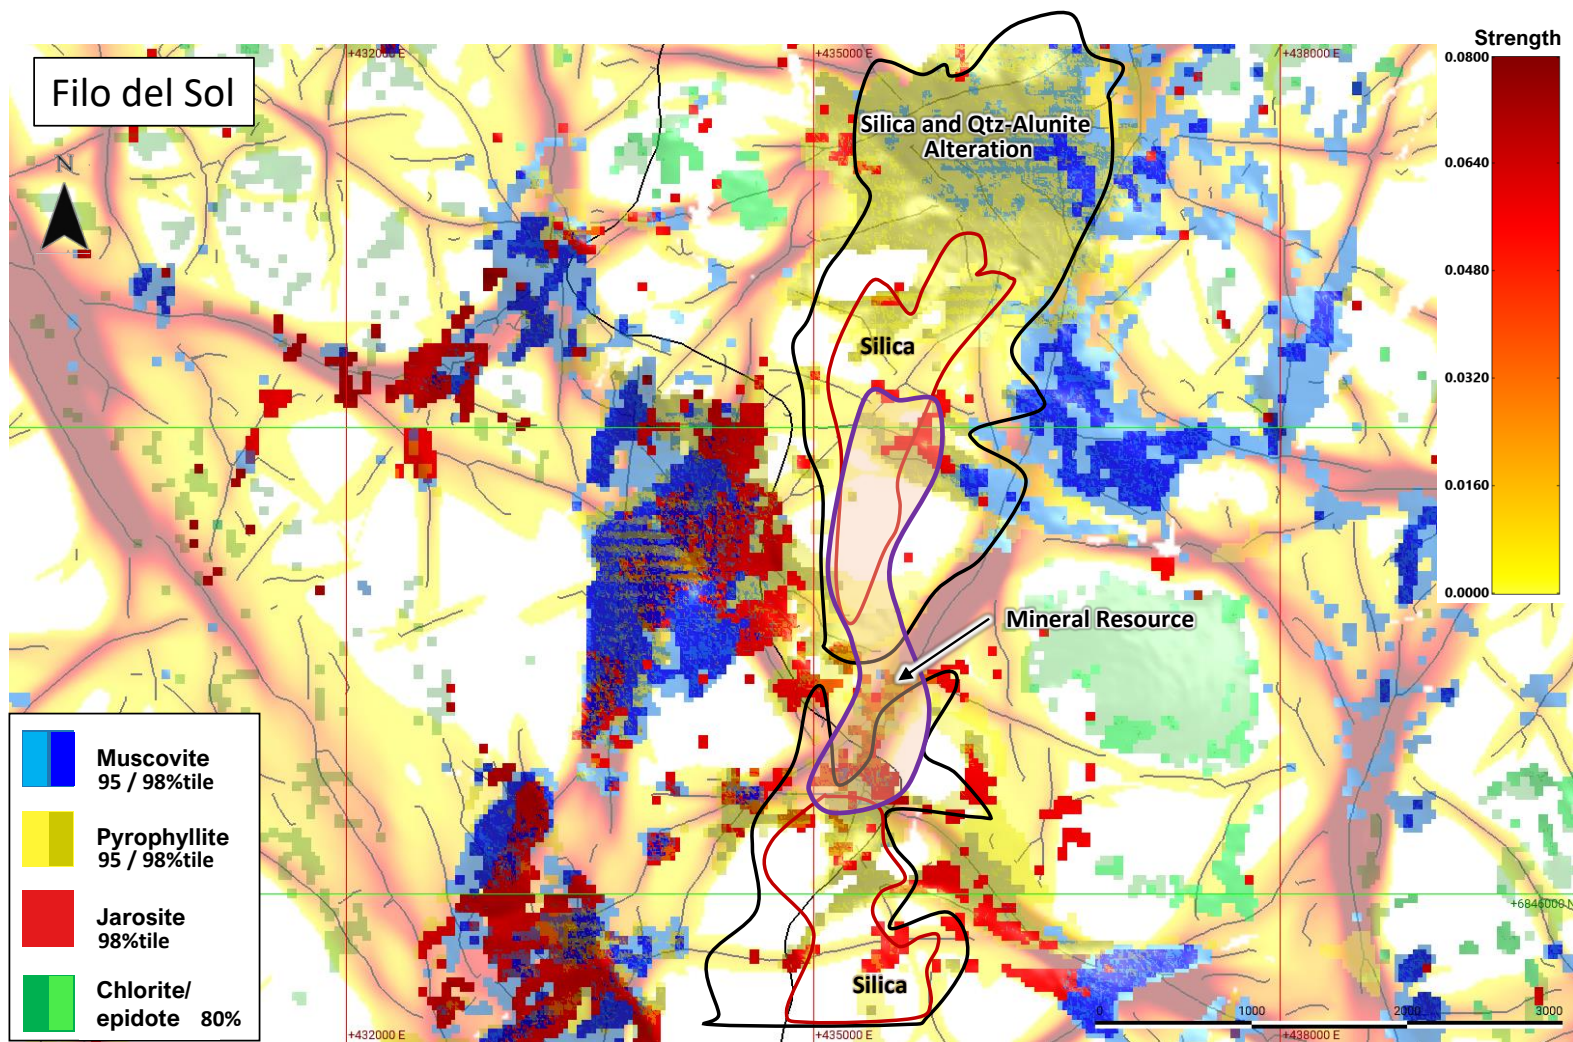 Filo del Sol
N
+432000 E
+435000 E
+438000 E
Strength
0.0800
0.0640
0.0480
0.0320
0.0160
0.0000
Silica and Qtz-Alunite
Alteration
Silica
Mineral Resource
Muscovite
95 / 98%tile
Pyrophyllite
95 / 98%tile
Jarosite
98%tile
Chlorite/
epidote 80%
+6846000 N
Silica
0 1000 2000 3000
+432000 E
+435000 E
+438000 E